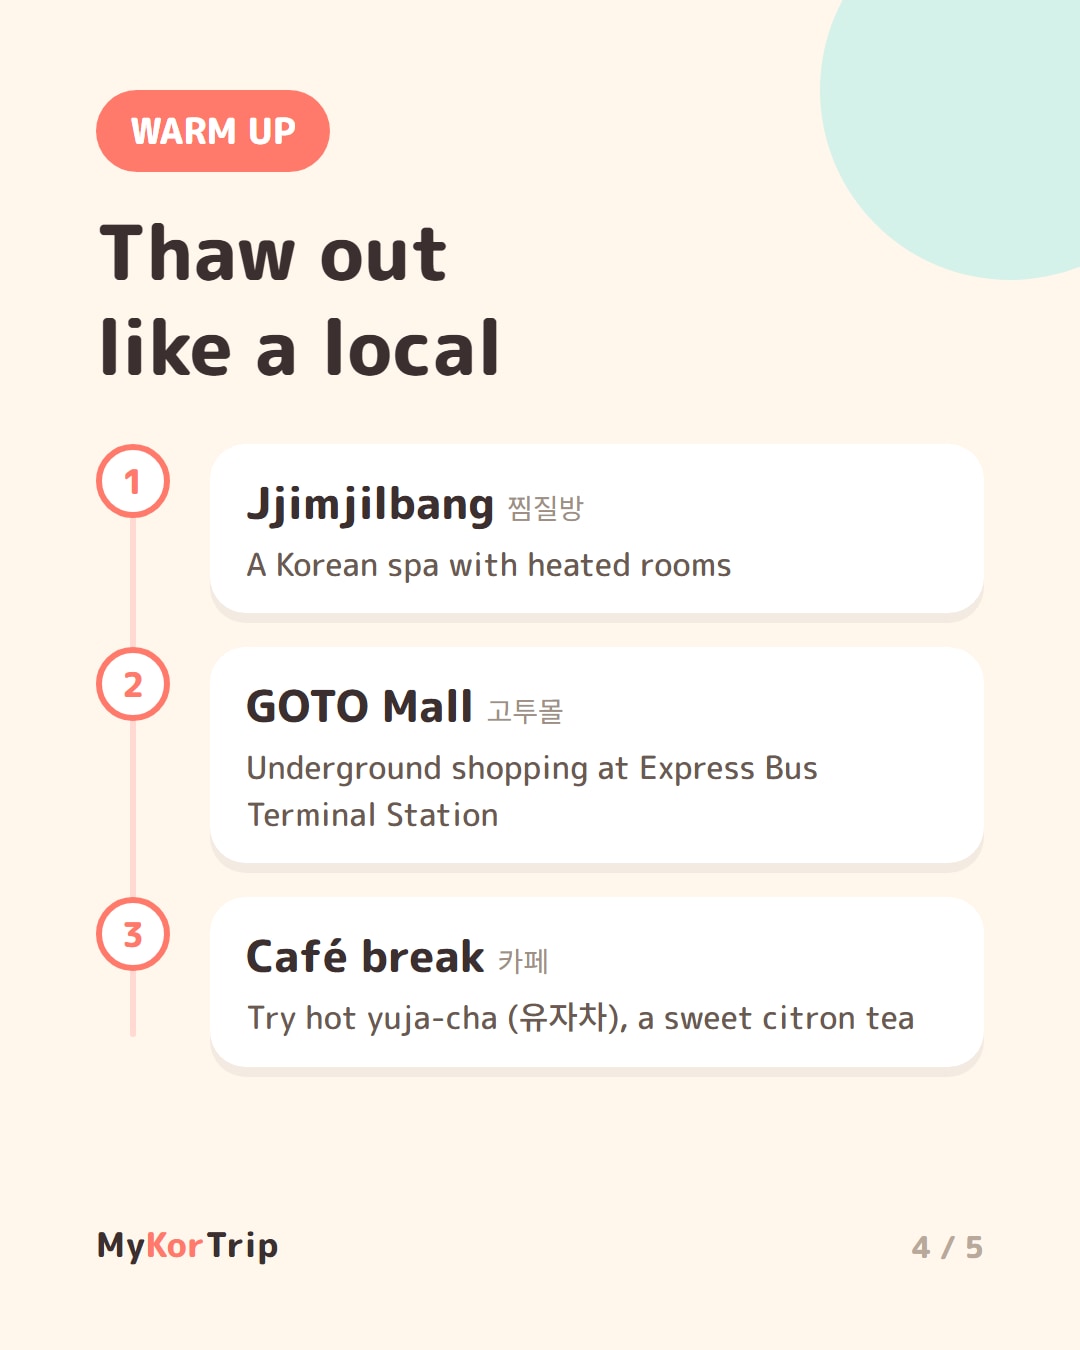 WARM UP
Thaw out
like a local
1
Jjimjilbang 찜질방
A Korean spa with heated rooms
2
GOTO Mall 고투몰
Underground shopping at Express Bus
Terminal Station
3
Café break 카페
Try hot yuja-cha (유자차), a sweet citron tea
MyKorTrip
4 / 5